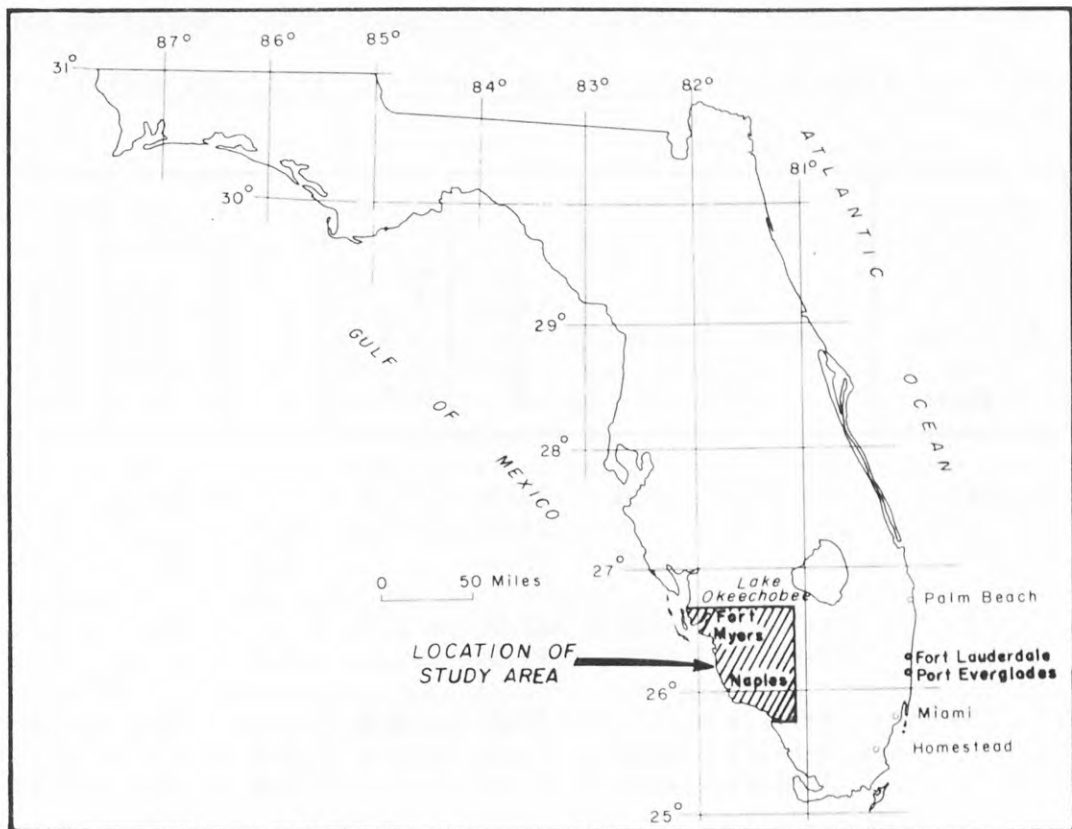 87° 86° 85°
31°
84° 83° 82°
81°
30°
ATLANTIC
OCEAN
29°
GULF
OF
MEXICO
28°
27°
0 50 Miles
Lake
Okeechobee
Palm Beach
Fort
Myers
LOCATION OF
STUDY AREA
Naples
Fort Lauderdale
Port Everglades
26°
Miami
Homestead
25°